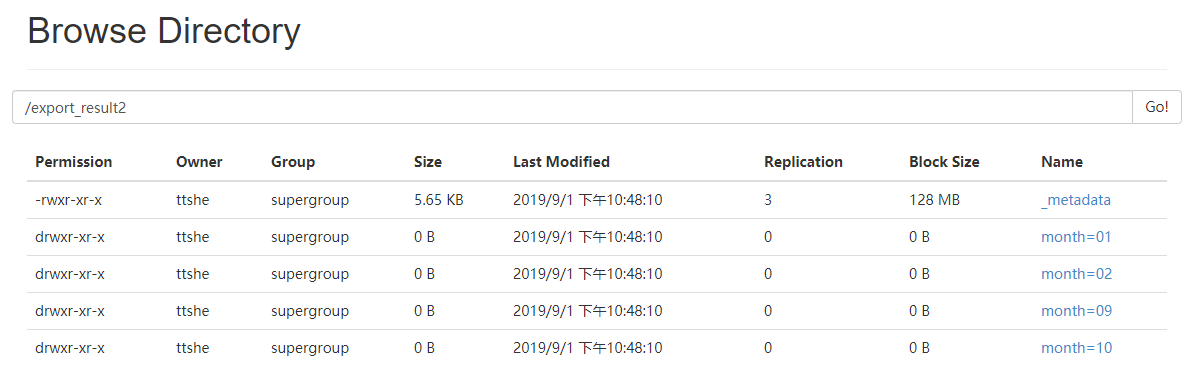 Browse Directory
/export_result2 Go!
Permission Owner Group Size Last Modified Replication Block Size Name
-rwxr-xr-x ttshe supergroup 5.65 KB 2019/9/1 下午10:48:10 3 128 MB _metadata
drwxr-xr-x ttshe supergroup 0 B 2019/9/1 下午10:48:10 0 0 B month=01
drwxr-xr-x ttshe supergroup 0 B 2019/9/1 下午10:48:10 0 0 B month=02
drwxr-xr-x ttshe supergroup 0 B 2019/9/1 下午10:48:10 0 0 B month=09
drwxr-xr-x ttshe supergroup 0 B 2019/9/1 下午10:48:10 0 0 B month=10